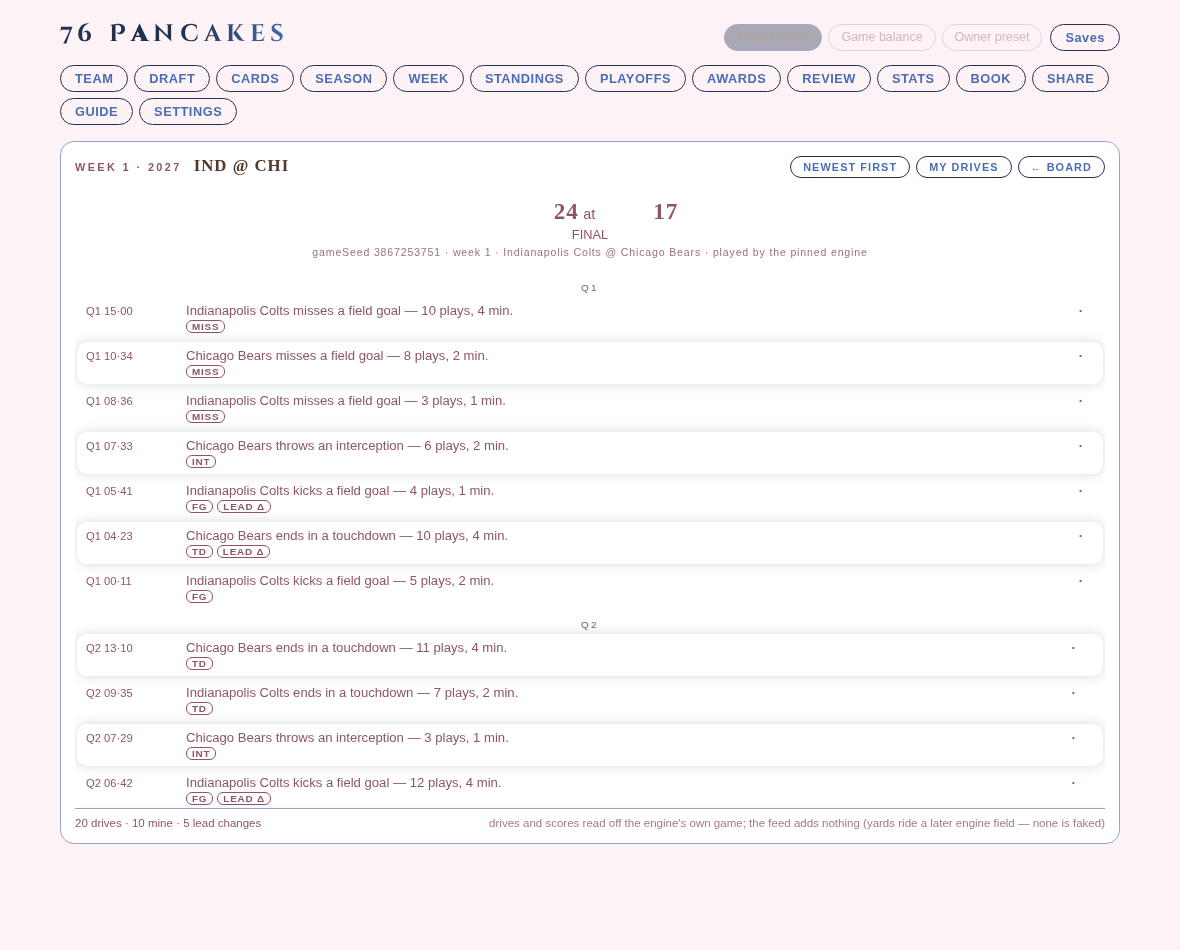 76 PANCAKES
Game balance
Owner preset
Saves
TEAM
DRAFT
CARDS
SEASON
WEEK
STANDINGS
PLAYOFFS
AWARDS
REVIEW
STATS
BOOK
SHARE
GUIDE
SETTINGS
WEEK 1 · 2027 IND @ CHI
NEWEST FIRST
MY DRIVES
← BOARD
24 at 17
FINAL
gameSeed 3867253751 · week 1 · Indianapolis Colts @ Chicago Bears · played by the pinned engine
Q1
Q1 15·00 Indianapolis Colts misses a field goal — 10 plays, 4 min. ·
MISS
Q1 10·34 Chicago Bears misses a field goal — 8 plays, 2 min. ·
MISS
Q1 08·36 Indianapolis Colts misses a field goal — 3 plays, 1 min. ·
MISS
Q1 07·33 Chicago Bears throws an interception — 6 plays, 2 min. ·
INT
Q1 05·41 Indianapolis Colts kicks a field goal — 4 plays, 1 min. ·
FG LEAD Δ
Q1 04·23 Chicago Bears ends in a touchdown — 10 plays, 4 min. ·
TD LEAD Δ
Q1 00·11 Indianapolis Colts kicks a field goal — 5 plays, 2 min. ·
FG
Q2
Q2 13·10 Chicago Bears ends in a touchdown — 11 plays, 4 min. ·
TD
Q2 09·35 Indianapolis Colts ends in a touchdown — 7 plays, 2 min. ·
TD
Q2 07·29 Chicago Bears throws an interception — 3 plays, 1 min. ·
INT
Q2 06·42 Indianapolis Colts kicks a field goal — 12 plays, 4 min. ·
FG LEAD Δ
20 drives · 10 mine · 5 lead changes
drives and scores read off the engine's own game; the feed adds nothing (yards ride a later engine field — none is faked)